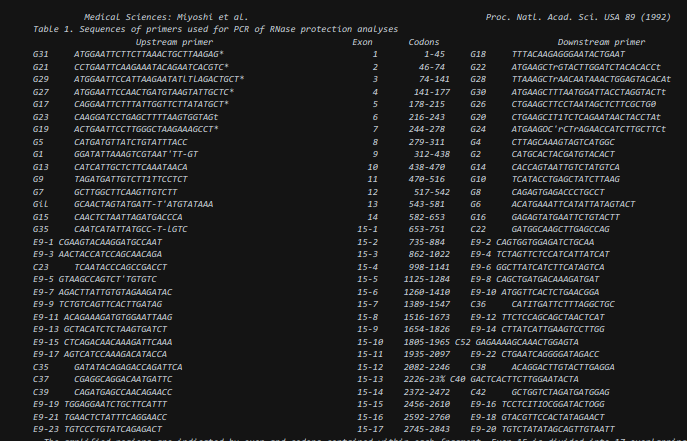 Medical Sciences: Miyoshi et al. Proc. Natl. Acad. Sci. USA 89 (1992)
Table 1. Sequences of primers used for PCR of RNase protection analyses
Upstream primer Exon Codons Downstream primer
G31 ATGGAATTCTTCTTAAACTGCTTAAGAG* 1 1-45 G18 TTTACAAGAGGGAATACTGAAT
G21 CCTGAATTCAAGAAATACAGAATCACGTC* 2 46-74 G22 ATGAAGCTrGTACTTGGATCTACACACCt
G29 ATGGAATTCCATTAAGAATATlTlAGACTGCT* 3 74-141 G28 TTAAAGCTrAACAATAAACTGGAGTACACAt
G27 ATGGAATTCCAACTGATGTAAGTATTGCTC* 4 141-177 G30 ATGAAGCTTTAATGGATTACCTAGGTACTt
G17 CAGGAATTCTTTATTGGTTCTTATATGCT* 5 178-215 G26 CTGAAGCTTCCTAATAGCTCTTCGCTG0
G23 CAAGGATCCTGAGCTTTTAAGTGGTAGt 6 216-243 G20 CTGAAGCIT1TCTCAGAATAACTACCTAt
G19 ACTGAATTCCTTGGGCTAAGAAAGCCT* 7 244-278 G24 ATGAAGOC'rCTrAGAACCATCTTGCTTCt
G5 CATGATGTTATCTGTATTTACC 8 279-311 G4 CTTAGCAAAGTAGTCATGGC
G1 GGATATTAAAGTCGTAAT'TT-GT 9 312-438 G2 CATGCACTACGATGTACACT
G13 CATCATTGCTCTTCAAATAACA 10 438-470 G14 CACCAGTAATTGTCTATGTCA
G9 TAGATGATTGTCTT1TTCCTCT 11 470-516 G10 TCATACCTGAGCTATCTTAAG
G7 GCTTGGCTTCAAGTTGTCTT 12 517-542 G8 CAGAGTGAGACCCTGCCT
Gil GCAACTAGTATGATT-T'ATGTATAAA 13 543-581 G6 ACATGAAATTCATATTATAGTACT
G15 CAACTCTAATTAGATGACCCA 14 582-653 G16 GAGAGTATGAATTCTGTACTT
G35 CAATCATATTATGCC-T-lGTC 15-1 653-751 C22 GATGGCAAGCTTGAGCCAG
E9-1 CGAAGTACAAGGATGCCAAT 15-2 735-884 E9-2 CAGTGGTGGAGATCTGCAA
E9-3 AACTACCATCCAGCAACAGA 15-3 862-1022 E9-4 TCTAGTTCTCCATCATTATCAT
C23 TCAATACCCAGCCGACCT 15-4 998-1141 E9-6 GGCTTATCATCTTCATAGTCA
E9-5 GTAAGCCAGTCT'TGTGTC 15-5 1125-1284 E9-8 CAGCTGATGACAAAGATGAT
E9-7 AGACTTATTGTGTAGAAGATAC 15-6 1260-1410 E9-10 ATGGTTCACTCTGAACGGA
E9-9 TCTGTCAGTTCACTTGATAG 15-7 1389-1547 C36 CATITGATTCTTTAGGCTGC
E9-11 ACAGAAAGATGTGGAATTAAG 15-8 1516-1673 E9-12 TTCTCCAGCAGCTAACTCAT
E9-13 GCTACATCTCTAAGTGATCT 15-9 1654-1826 E9-14 CTTATCATTGAAGTCCTTGG
E9-15 CTCAGACAACAAAGATTCAAA 15-10 1805-1965 C52 GAGAAAAGCAAACTGGAGTA
E9-17 AGTCATCCAAAGACATACCA 15-11 1935-2097 E9-22 CTGAATCAGGGGATAGACC
C35 GATATACAGAGACCAGATTCA 15-12 2082-2246 C38 ACAGGACTTGTACTTGAGGA
C37 CGAGGCAGGACAATGATTC 15-13 2226-23% C40 GACTCACTTCTTGGAATACTA
C39 CAGATGAGCCAACAGAACC 15-14 2372-2472 C42 GCTGGTCTAGATGATGGAG
E9-19 TGGAGGAATCTGCTTCATTT 15-15 2456-2610 E9-16 TCCTCITIOCGGATACTOGG
E9-21 TGAACTCTATTTCAGGAACC 15-16 2592-2760 E9-18 GTACGTTCCACTATAGAACT
E9-23 TGTCCCTGTATCAGAGACT 15-17 2745-2843 E9-20 TGTCTATATAGCAGTTGTAATT